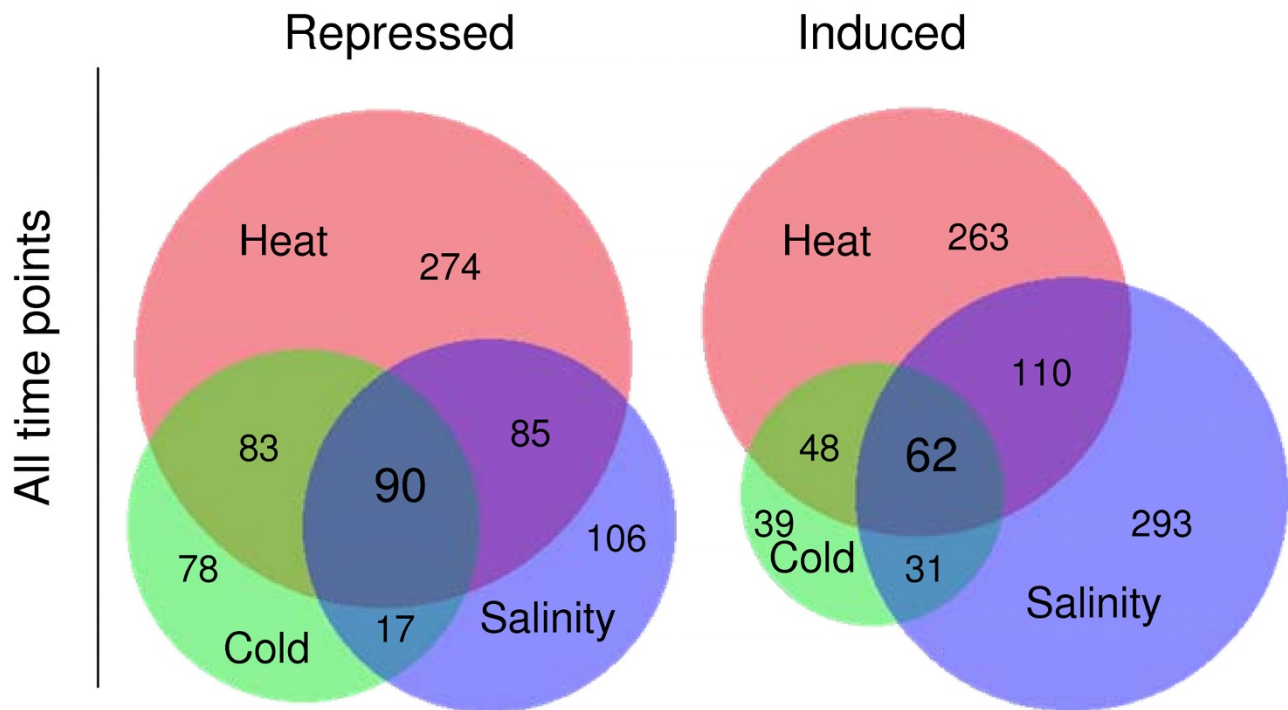 Repressed
Induced
All time points
Heat
274
83
90
85
78
106
17
Cold
Salinity
Heat
263
110
48
62
39
Cold
31
293
Salinity